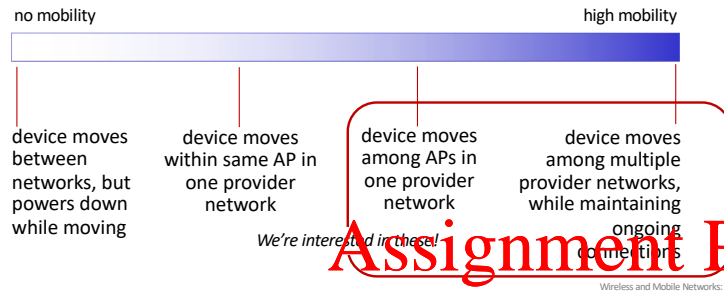 no mobility
high mobility
device moves
between
networks, but
powers down
while moving
device moves
within same AP in
one provider
network
device moves
among APs in
one provider
network
device moves
among multiple
provider networks,
while maintaining
ongoing
connections
We're interested in these!
Assignment
Wireless and Mobile Networks: